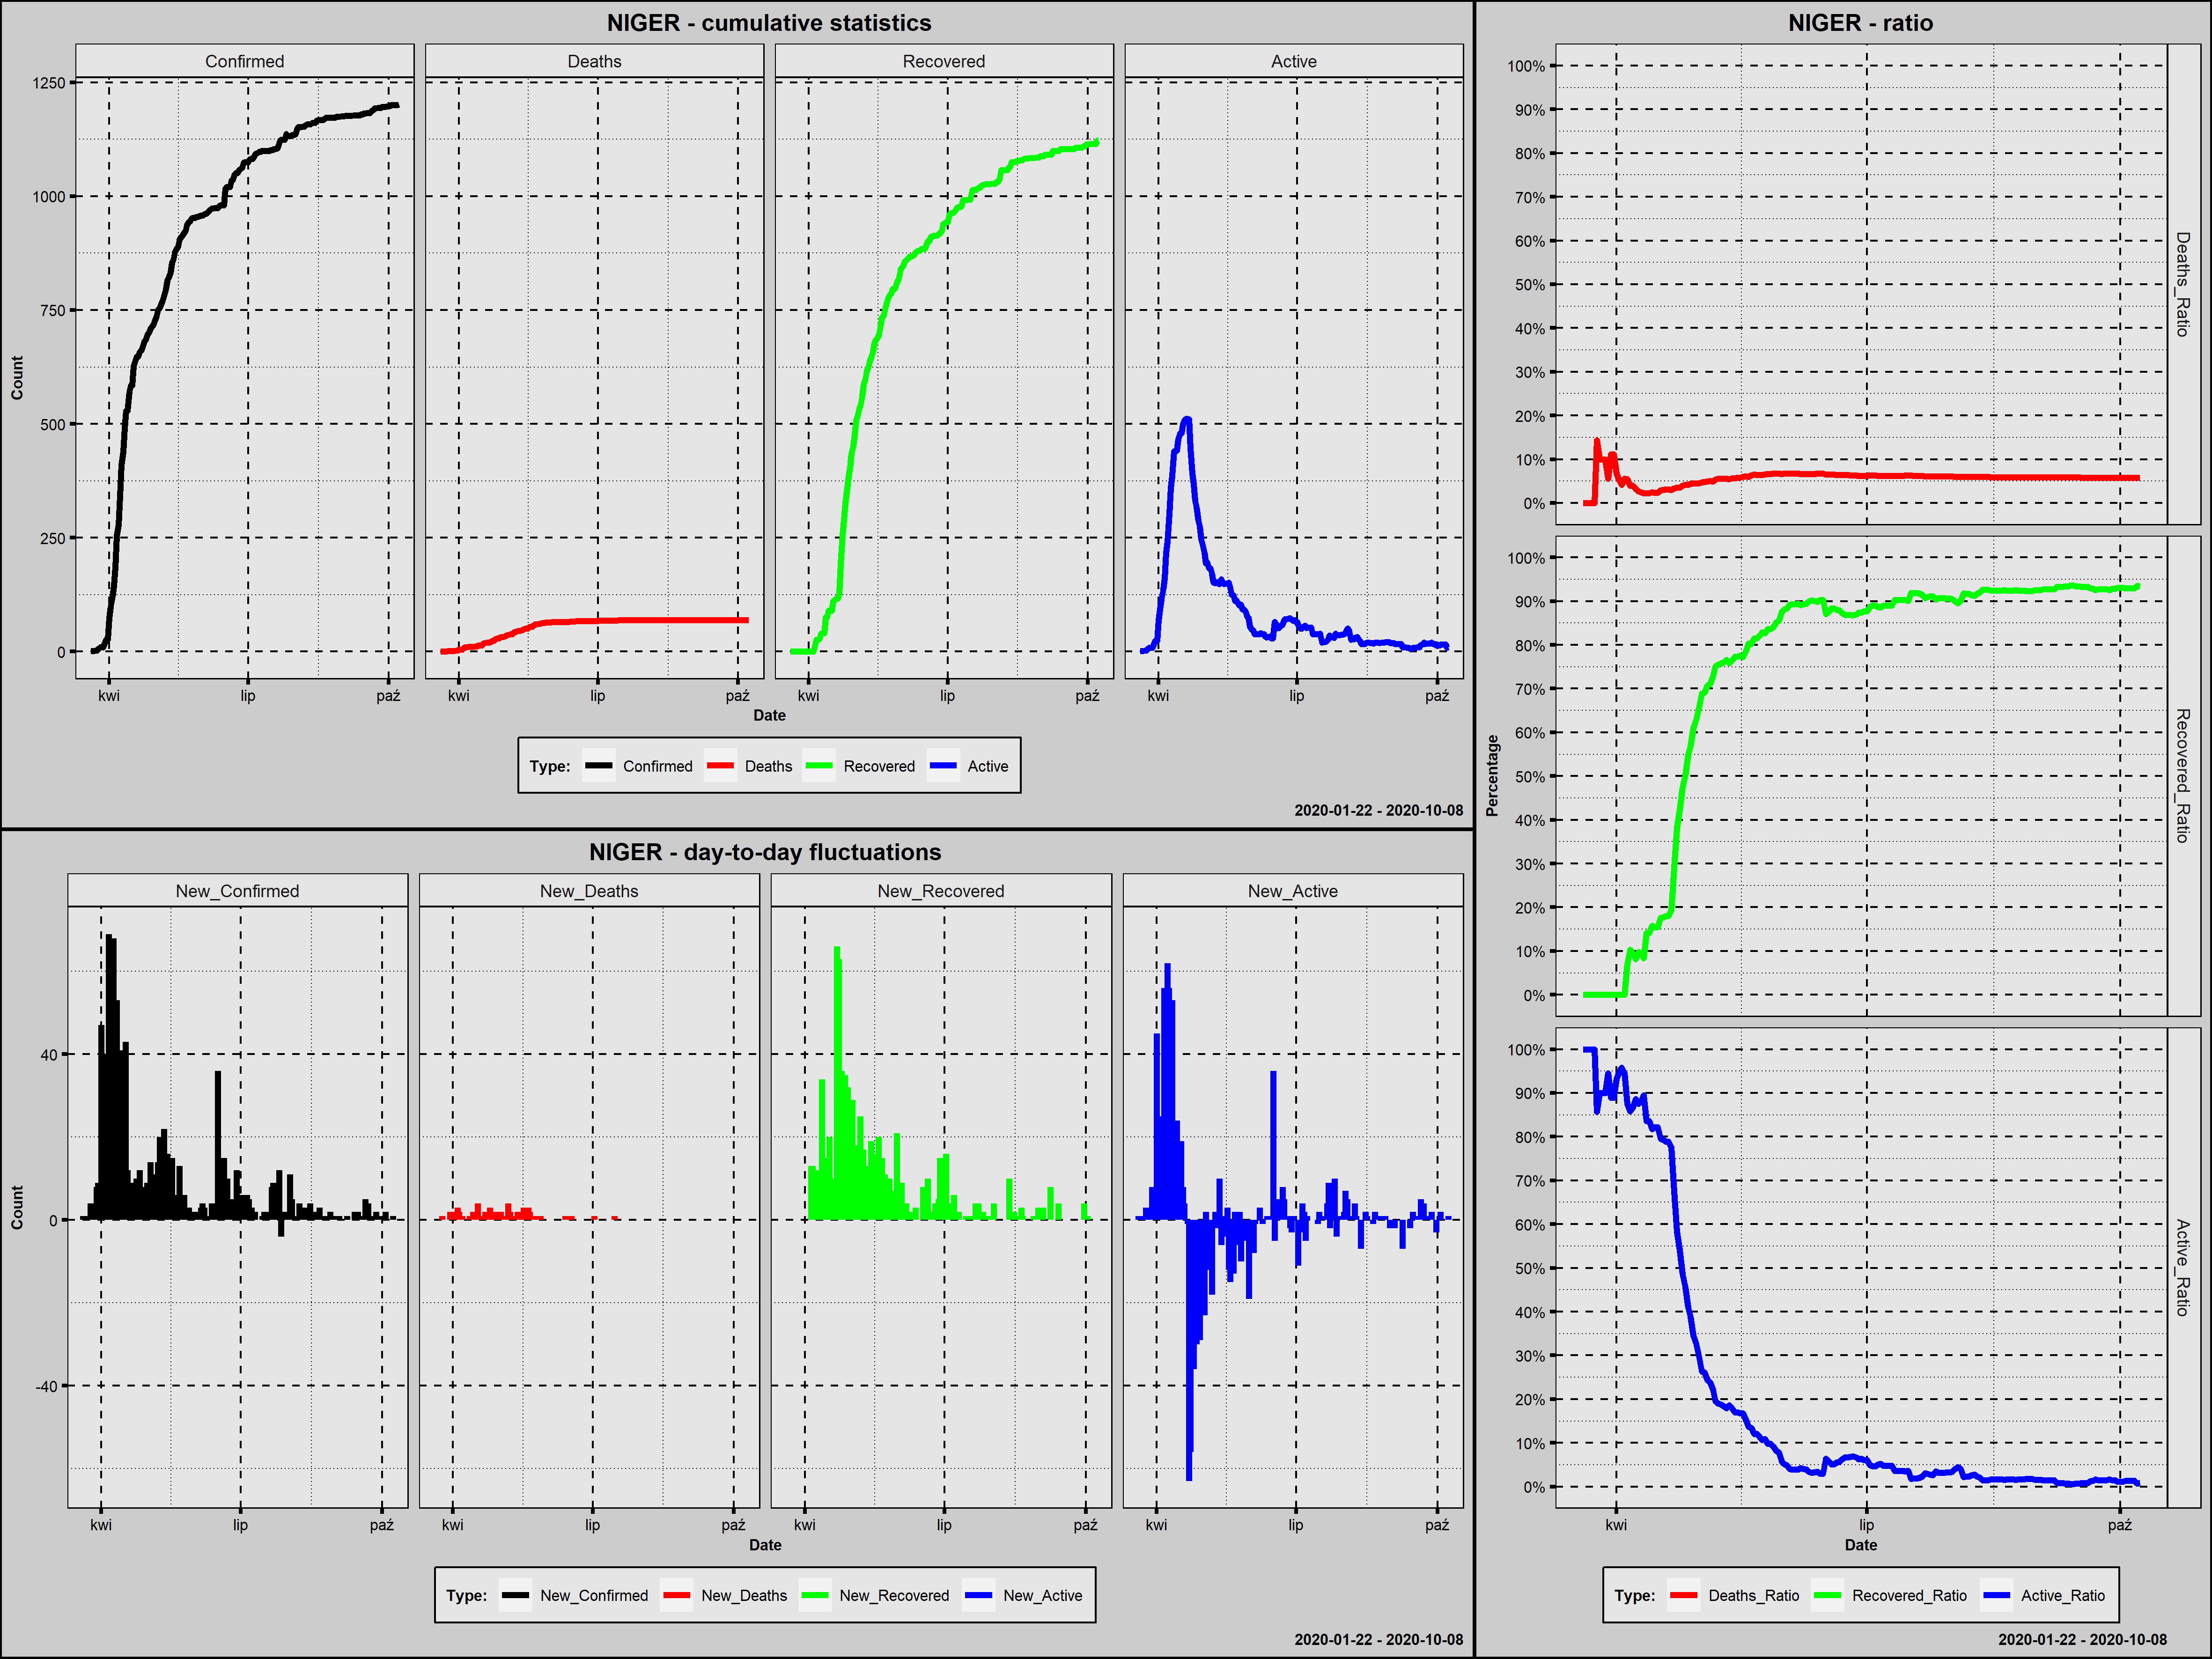 NIGER - cumulative statistics
Confirmed Deaths Recovered Active
1250
1000
750
500
250
0
Count
kwi lip paź kwi lip paź kwi lip paź kwi lip paź
Date
Type: Confirmed Deaths Recovered Active
2020-01-22 - 2020-10-08
NIGER - day-to-day fluctuations
New_Confirmed New_Deaths New_Recovered New_Active
40
0
-40
Count
kwi lip paź kwi lip paź kwi lip paź kwi lip paź
Date
Type: New_Confirmed New_Deaths New_Recovered New_Active
2020-01-22 - 2020-10-08
NIGER - ratio
100%
90%
80%
70%
60%
50%
40%
30%
20%
10%
0%
Deaths_Ratio
100%
90%
80%
70%
60%
50%
40%
30%
20%
10%
0%
Recovered_Ratio
Percentage
100%
90%
80%
70%
60%
50%
40%
30%
20%
10%
0%
Active_Ratio
kwi lip paź
Date
Type: Deaths_Ratio Recovered_Ratio Active_Ratio
2020-01-22 - 2020-10-08